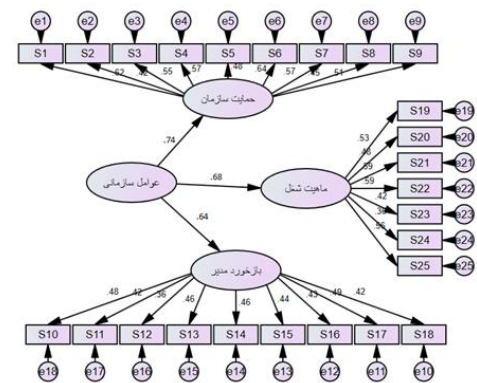 e1 e2 e3 e4 e5 e6 e7 e8 e9
S1 S2 S3 S4 S5 S6 S7 S8 S9
.62 .42 .55 .57 .46 .64 .57 .51
حمایت سازمان
.74
S19 e19
.53
S20 e20
S21 e21
.59
S22 e22
.59
S23 e23
.42
S24 e24
S25 e25
عوامل سازمانی
.68
ماهیت شغل
.64
بازخورد مدیر
.48 .42 .36 .46 .46 .44 .43 .49 .42
S10 S11 S12 S13 S14 S15 S16 S17 S18
e18 e17 e16 e15 e14 e13 e12 e11 e10